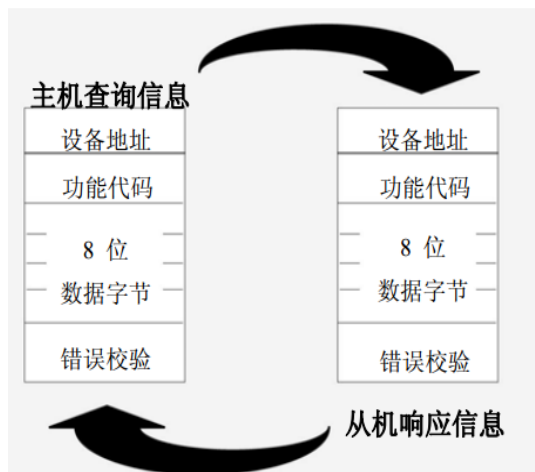 主机查询信息
设备地址
功能代码
8 位
数据字节
错误校验
设备地址
功能代码
8 位
数据字节
错误校验
从机响应信息